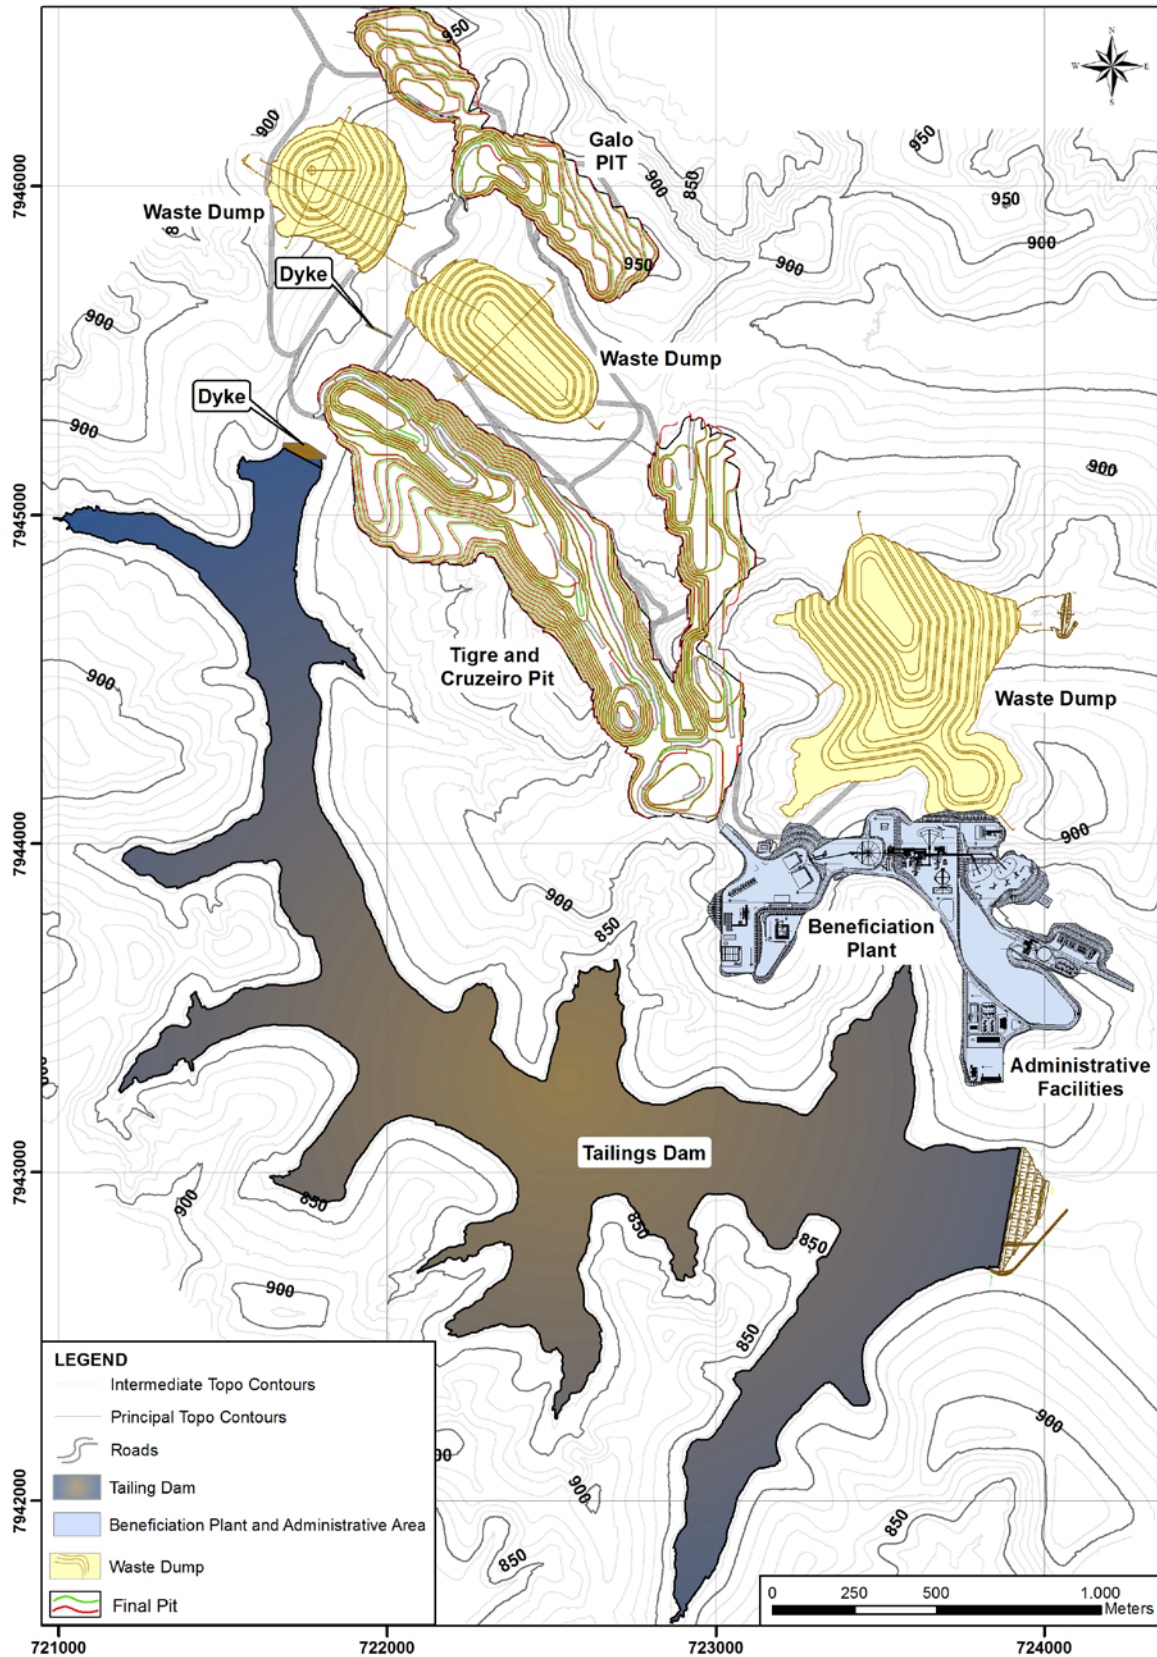 950
N
W E
S
900
Galo
PIT
950
850
900
7946000
Waste Dump
8
950
900
950
900
Dyke
900
Waste Dump
Dyke
900
900
7945000
Tigre and
Cruzeiro Pit
900
Waste Dump
7944000
900
900
850
Beneficiation
Plant
Administrative
Facilities
Tailings Dam
7943000
900
850
850
850
900
850
LEGEND
Intermediate Topo Contours
Principal Topo Contours
Roads
Tailing Dam
Beneficiation Plant and Administrative Area
Waste Dump
Final Pit
900
00
900
850
850
7942000
0 250 500 1.000
Meters
721000 722000 723000 724000